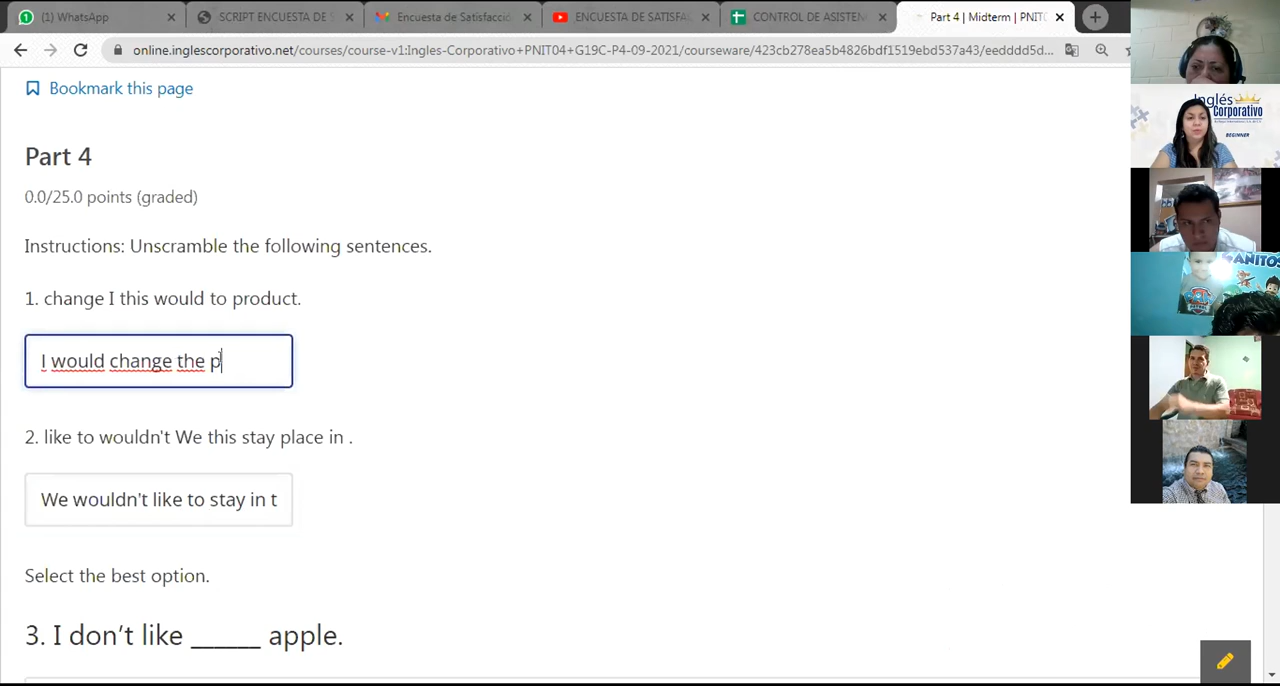 (1) WhatsApp
SCRIPT ENCUESTA DE S
Encuesta de Satisfacció
ENCUESTA DE SATISFA
CONTROL DE ASISTEN
Part 4 | Midterm | PNIT
online.inglescorporativo.net/courses/course-v1:Ingles-Corporativo+PNIT04+G19C-P4-09-2021/courseware/423cb278ea5b4826bdf1519ebd537a43/eedddd5d...
Bookmark this page
Part 4
0.0/25.0 points (graded)
Instructions: Unscramble the following sentences.
1. change I this would to product.
I would change the p
2. like to wouldn't We this stay place in .
We wouldn't like to stay in t
Select the best option.
3. I don’t like ______ apple.
Inglés
Corporativo
BEGINNER